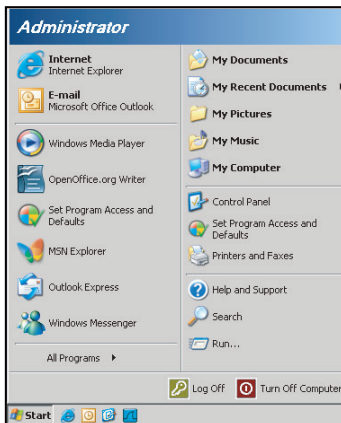 Administrator
Internet
Internet Explorer
E-mail
Microsoft Office Outlook
Windows Media Player
OpenOffice.org Writer
Set Program Access and
Defaults
MSN Explorer
Outlook Express
Windows Messenger
All Programs
My Documents
My Recent Documents
My Pictures
My Music
My Computer
Control Panel
Set Program Access and
Defaults
Printers and Faxes
Help and Support
Search
Run...
Log Off
Turn Off Computer
Start